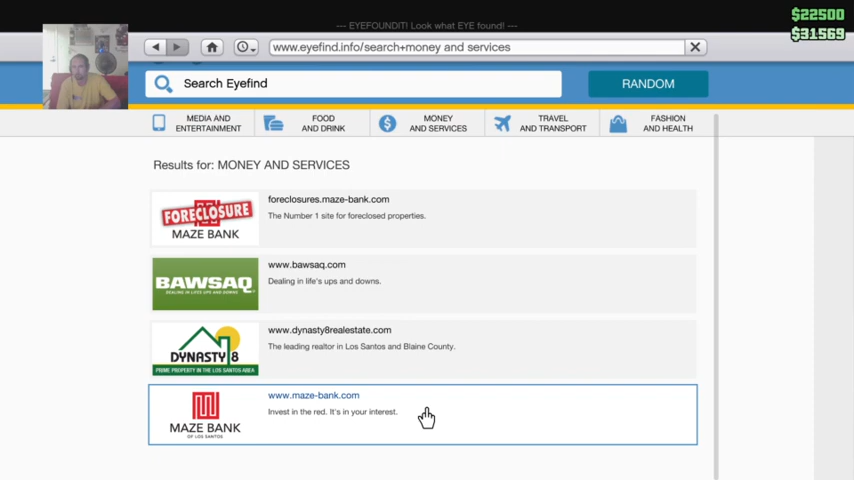 --- EYEFOUNDIT! Look what EYE found! ---
$22500
$31569
www.eyefind.info/search+money and services
Search Eyefind
RANDOM
MEDIA AND
ENTERTAINMENT
FOOD
AND DRINK
MONEY
AND SERVICES
TRAVEL
AND TRANSPORT
FASHION
AND HEALTH
Results for: MONEY AND SERVICES
FORECLOSURE
MAZE BANK
foreclosures.maze-bank.com
The Number 1 site for foreclosed properties.
BAWSAQ
DEALING IN LIFE'S UPS AND DOWNS.
www.bawsaq.com
Dealing in life's ups and downs.
DYNASTY 8
PRIME PROPERTY IN THE LOS SANTOS AREA
www.dynasty8realestate.com
The leading realtor in Los Santos and Blaine County.
MAZE BANK
OF LOS SANTOS
www.maze-bank.com
Invest in the red. It's in your interest.